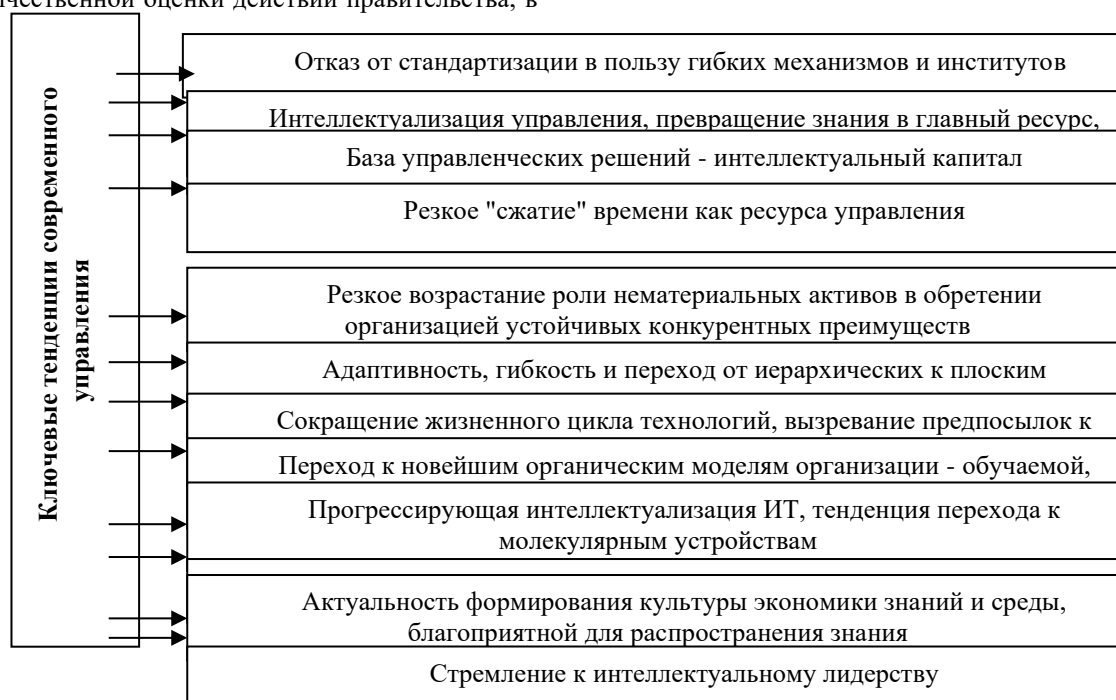 чественной оценки действий правительства, в
Ключевые тенденции современного
управления
Отказ от стандартизации в пользу гибких механизмов и институтов
Интеллектуализация управления, превращение знания в главный ресурс,
База управленческих решений - интеллектуальный капитал
Резкое "сжатие" времени как ресурса управления
Резкое возрастание роли нематериальных активов в обретении
организацией устойчивых конкурентных преимуществ
Адаптивность, гибкость и переход от иерархических к плоским
Сокращение жизненного цикла технологий, вызревание предпосылок к
Переход к новейшим органическим моделям организации - обучаемой,
Прогрессирующая интеллектуализация ИТ, тенденция перехода к
молекулярным устройствам
Актуальность формирования культуры экономики знаний и среды,
благоприятной для распространения знания
Стремление к интеллектуальному лидерству